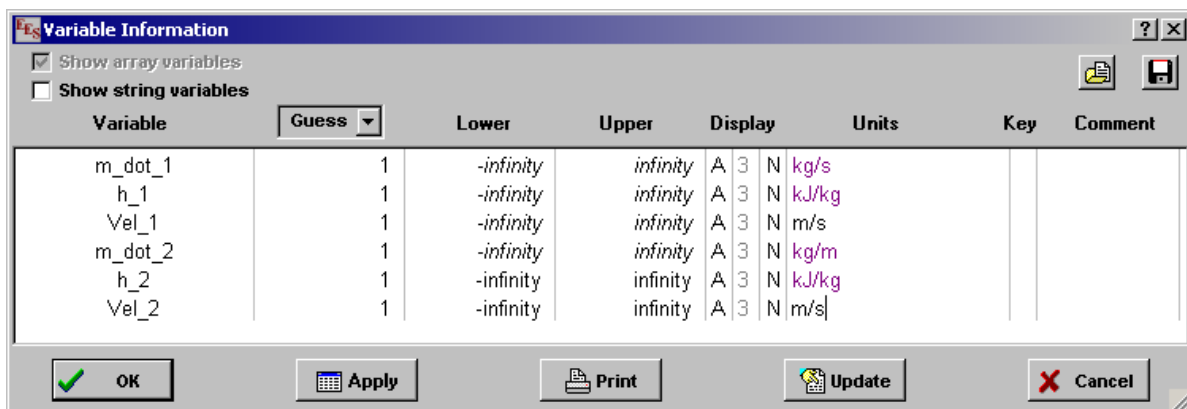 EES Variable Information ? ×
Show array variables
Show string variables
Variable Guess Lower Upper Display Units Key Comment
m_dot_1 1 -infinity infinity A 3 N kg/s
h_1 1 -infinity infinity A 3 N kJ/kg
Vel_1 1 -infinity infinity A 3 N m/s
m_dot_2 1 -infinity infinity A 3 N kg/m
h_2 1 -infinity infinity A 3 N kJ/kg
Vel_2 1 -infinity infinity A 3 N m/s
OK Apply Print Update Cancel